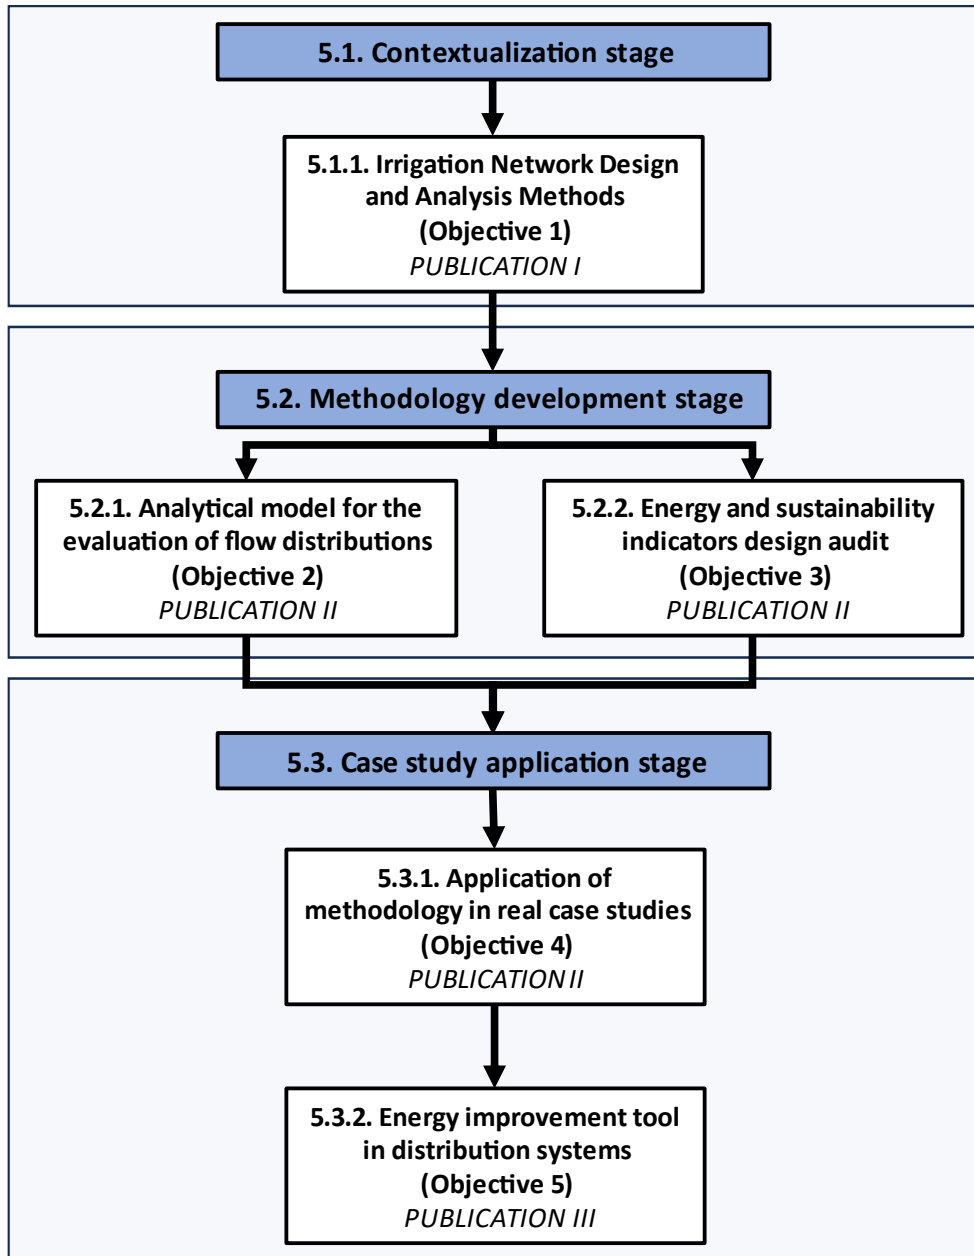 5.1. Contextualization stage
5.1.1. Irrigation Network Design
and Analysis Methods
(Objective 1)
PUBLICATION I
5.2. Methodology development stage
5.2.1. Analytical model for the
evaluation of flow distributions
(Objective 2)
PUBLICATION II
5.2.2. Energy and sustainability
indicators design audit
(Objective 3)
PUBLICATION II
5.3. Case study application stage
5.3.1. Application of
methodology in real case studies
(Objective 4)
PUBLICATION II
5.3.2. Energy improvement tool
in distribution systems
(Objective 5)
PUBLICATION III